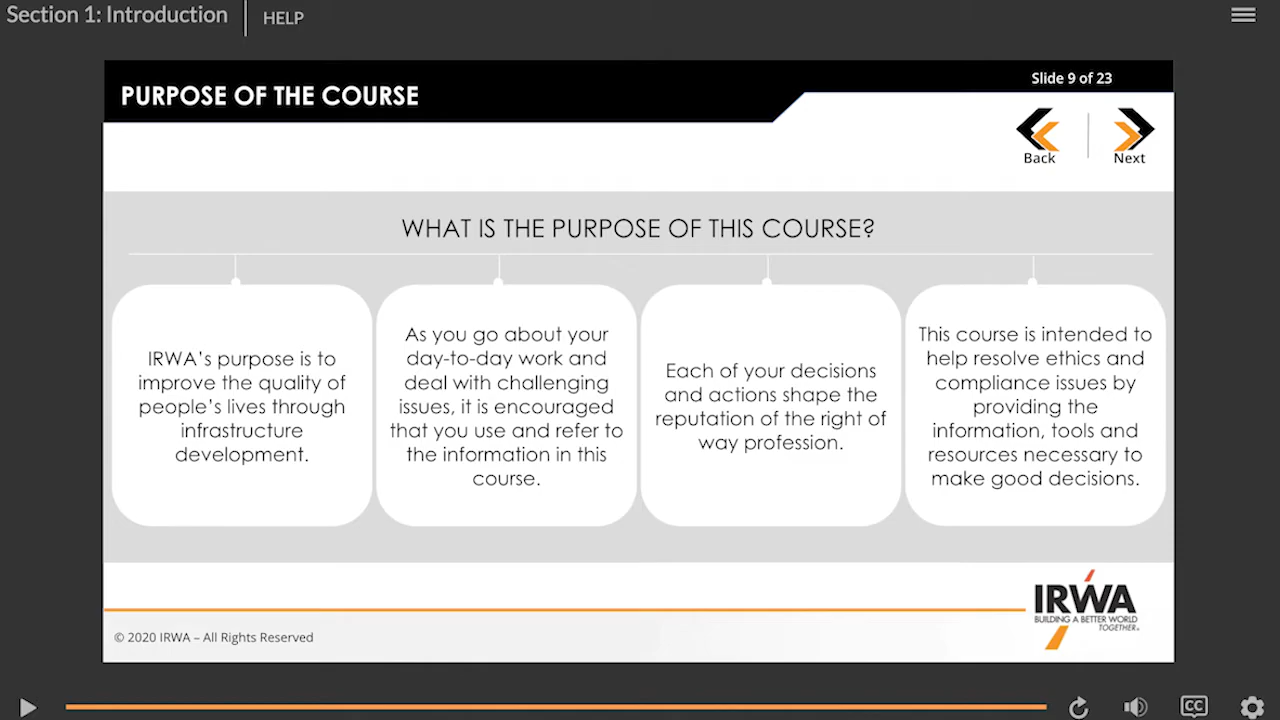 Section 1: Introduction
HELP
PURPOSE OF THE COURSE
Slide 9 of 23
Back
Next
WHAT IS THE PURPOSE OF THIS COURSE?
IRWA's purpose is to
improve the quality of
people's lives through
infrastructure
development.
As you go about your
day-to-day work and
deal with challenging
issues, it is encouraged
that you use and refer to
the information in this
course.
Each of your decisions
and actions shape the
reputation of the right of
way profession.
This course is intended to
help resolve ethics and
compliance issues by
providing the
information, tools and
resources necessary to
make good decisions.
IRWA
BUILDING A BETTER WORLD
TOGETHER.
© 2020 IRWA – All Rights Reserved
CC